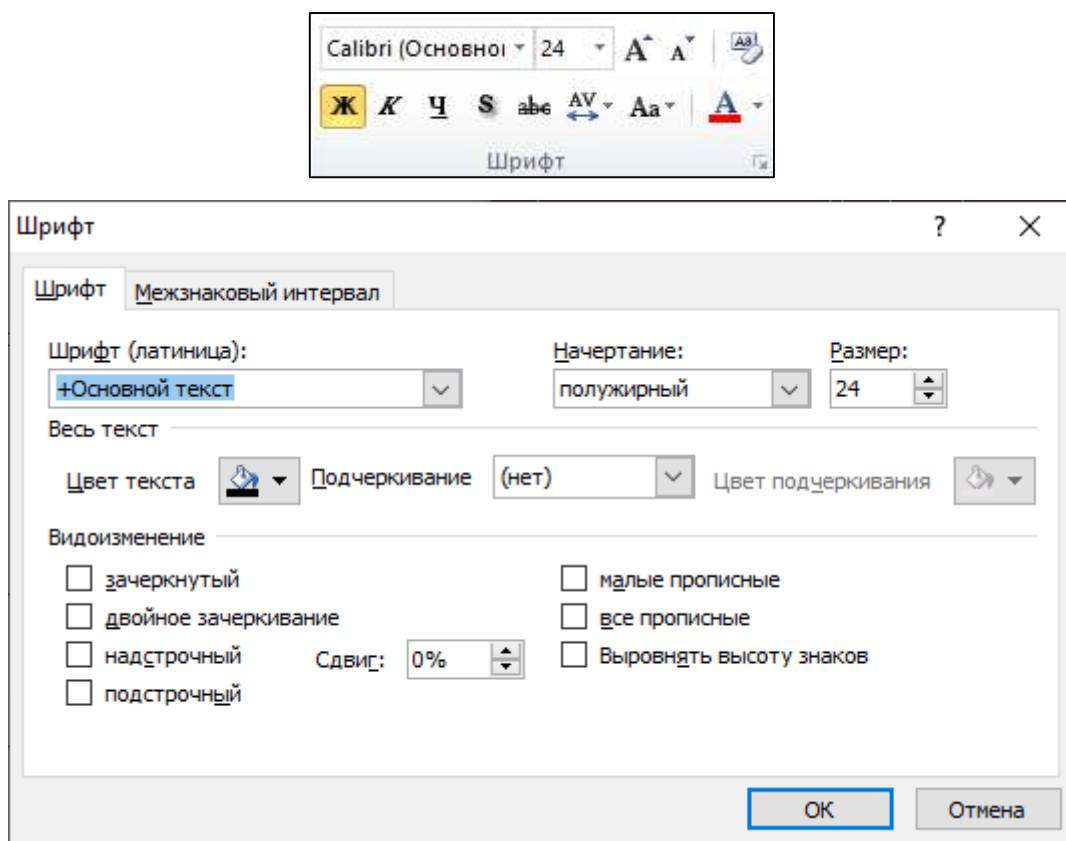 Calibri (Основног 24 A A Aa
Ж К Ч S abc AV Aa A
Шрифт
Шрифт ?
Шрифт Межзнаковый интервал
Шрифт (латиница): Начертание: Размер:
+Основной текст полужирный 24
Весь текст
Цвет текста Подчеркивание (нет) Цвет подчеркивания
Видоизменение
зачеркнутый малые прописные
двойное зачеркивание все прописные
надстрочный Сдвиг: 0% Выровнять высоту знаков
подстрочный
ОК Отмена